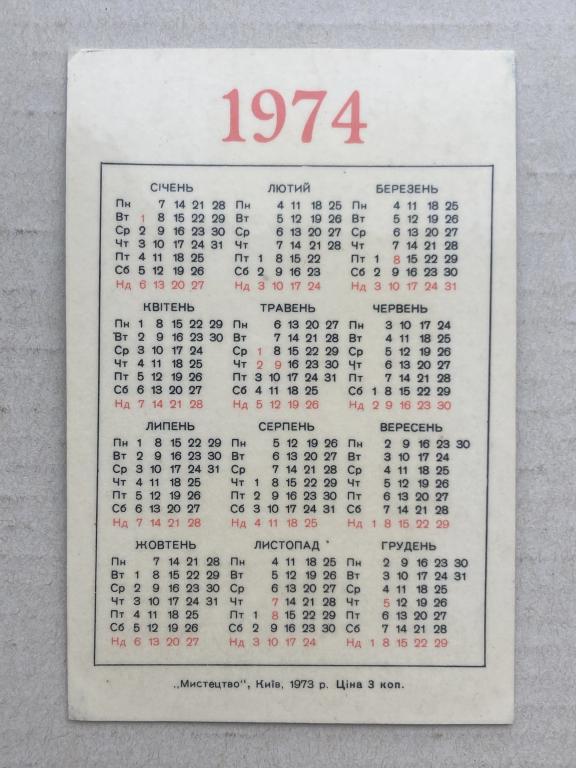 1974
СІЧЕНЬ ЛЮТИЙ БЕРЕЗЕНЬ
Пн 7 14 21 28 Пн 4 11 18 25 Пн 4 11 18 25
Вт 1 8 15 22 29 Вт 5 12 19 26 Вт 5 12 19 26
Ср 2 9 16 23 30 Ср 6 13 20 27 Ср 6 13 20 27
Чт 3 10 17 24 31 Чт 7 14 21 28 Чт 7 14 21 28
Пт 4 11 18 25 Пт 1 8 15 22 Пт 1 8 15 22 29
Сб 5 12 19 26 Сб 2 9 16 23 Сб 2 9 16 23 30
Нд 6 13 20 27 Нд 3 10 17 24 Нд 3 10 17 24 31
КВІТЕНЬ ТРАВЕНЬ ЧЕРВЕНЬ
Пн 1 8 15 22 29 Пн 6 13 20 27 Пн 3 10 17 24
Вт 2 9 16 23 30 Вт 7 14 21 28 Вт 4 11 18 25
Ср 3 10 17 24 Ср 1 8 15 22 29 Ср 5 12 19 26
Чт 4 11 18 25 Чт 2 9 16 23 30 Чт 6 13 20 27
Пт 5 12 19 26 Пт 3 10 17 24 31 Пт 7 14 21 28
Сб 6 13 20 27 Сб 4 11 18 25 Сб 1 8 15 22 29
Нд 7 14 21 28 Нд 5 12 19 26 Нд 2 9 16 23 30
ЛИПЕНЬ СЕРПЕНЬ ВЕРЕСЕНЬ
Пн 1 8 15 22 29 Пн 5 12 19 26 Пн 2 9 16 23 30
Вт 2 9 16 23 30 Вт 6 13 20 27 Вт 3 10 17 24
Ср 3 10 17 24 31 Ср 7 14 21 28 Ср 4 11 18 25
Чт 4 11 18 25 Чт 1 8 15 22 29 Чт 5 12 19 26
Пт 5 12 19 26 Пт 2 9 16 23 30 Пт 6 13 20 27
Сб 6 13 20 27 Сб 3 10 17 24 31 Сб 7 14 21 28
Нд 7 14 21 28 Нд 4 11 18 25 Нд 1 8 15 22 29
ЖОВТЕНЬ ЛИСТОПАД ГРУДЕНЬ
Пн 7 14 21 28 Пн 4 11 18 25 Пн 2 9 16 23 30
Вт 1 8 15 22 29 Вт 5 12 19 26 Вт 3 10 17 24 31
Ср 2 9 16 23 30 Ср 6 13 20 27 Ср 4 11 18 25
Чт 3 10 17 24 31 Чт 7 14 21 28 Чт 5 12 19 26
Пт 4 11 18 25 Пт 1 8 15 22 29 Пт 6 13 20 27
Сб 5 12 19 26 Сб 2 9 16 23 30 Сб 7 14 21 28
Нд 6 13 20 27 Нд 3 10 17 24 Нд 1 8 15 22 29
„Мистецтво", Київ, 1973 р. Ціна 3 коп.